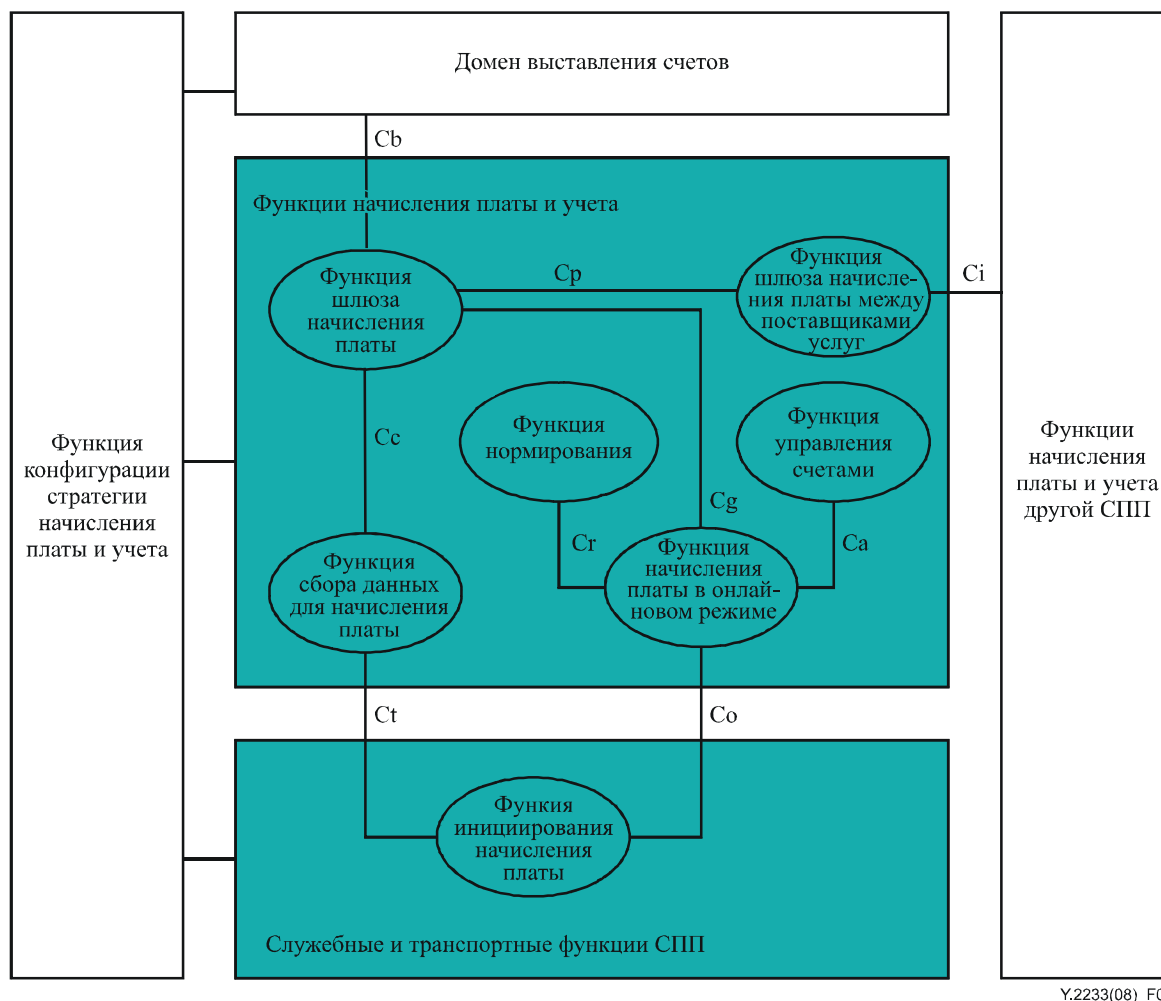 Домен выставления счетов
Cb
Функции начисления платы и учета
Функция
шлюза
начисления
платы
Cp
Функция
шлюза начисле-
ния платы между
поставщиками
услуг
Ci
Функция
конфигурации
стратегии
начисления
платы и учета
Cc
Функция
нормирования
Функция
управления
счетами
Функции
начисления
платы и учета
другой СПП
Cg
Cr
Ca
Функция
сбора данных
для начисления
платы
Функция
начисления
платы в онлай-
новом режиме
Ct
Co
Функия
инициирования
начисления
платы
Служебные и транспортные функции СПП
Y.2233(08)_F0